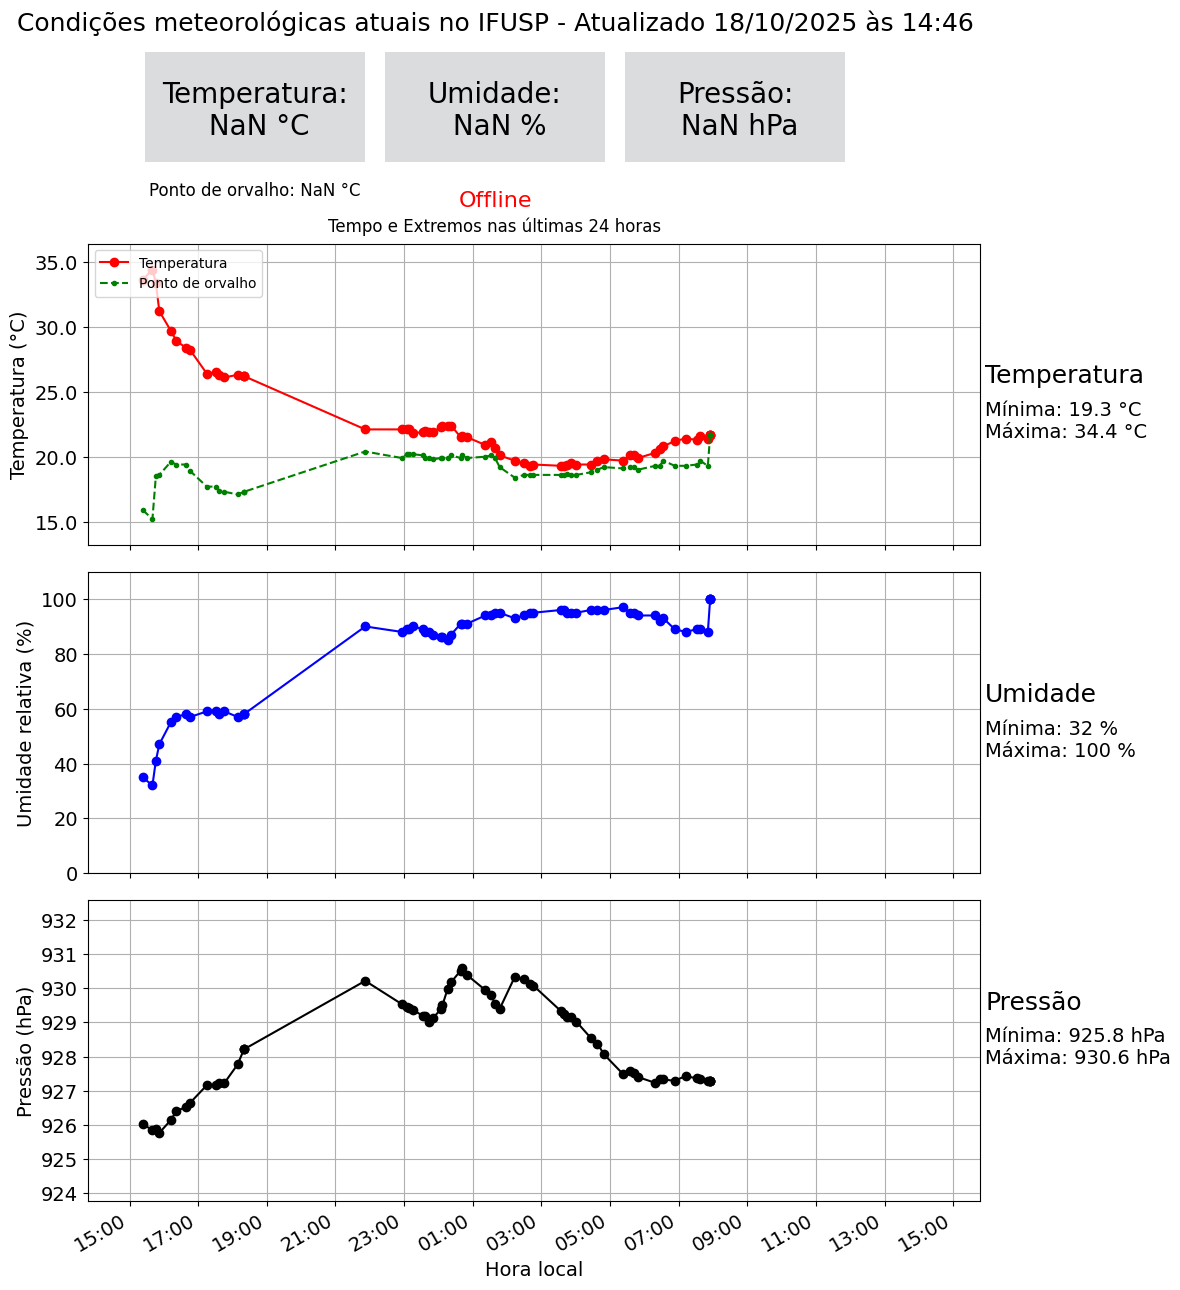 Condições meteorológicas atuais no IFUSP - Atualizado 18/10/2025 às 14:46
Temperatura:
NaN °C
Umidade:
NaN %
Pressão:
NaN hPa
Ponto de orvalho: NaN °C
Offline
Tempo e Extremos nas últimas 24 horas
Temperatura (°C)
35.0
30.0
25.0
20.0
15.0
Temperatura
Ponto de orvalho
Temperatura
Mínima: 19.3 °C
Máxima: 34.4 °C
Umidade relativa (%)
100
80
60
40
20
0
Umidade
Mínima: 32 %
Máxima: 100 %
Pressão (hPa)
932
931
930
929
928
927
926
925
924
Pressão
Mínima: 925.8 hPa
Máxima: 930.6 hPa
15:00
17:00
19:00
21:00
23:00
01:00
03:00
05:00
07:00
09:00
11:00
13:00
15:00
Hora local